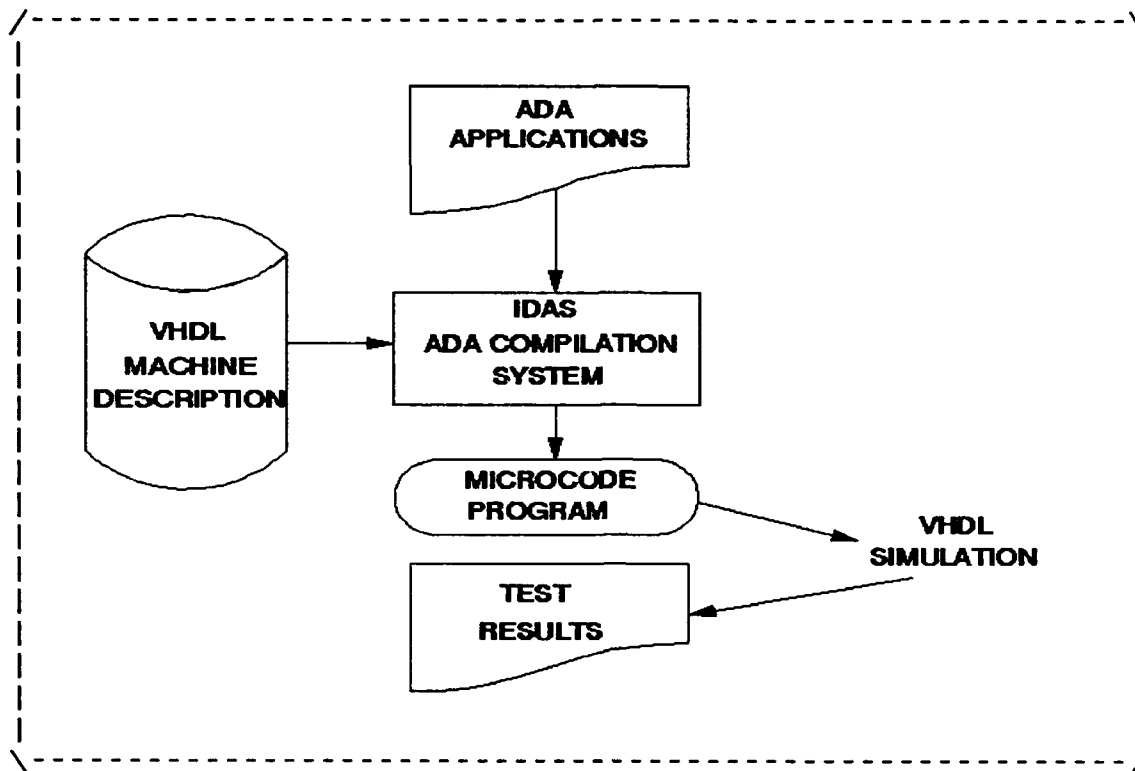 ADA
APPLICATIONS
VHDL
MACHINE
DESCRIPTION
IDAS
ADA COMPILATION
SYSTEM
MICROCODE
PROGRAM
VHDL
SIMULATION
TEST
RESULTS